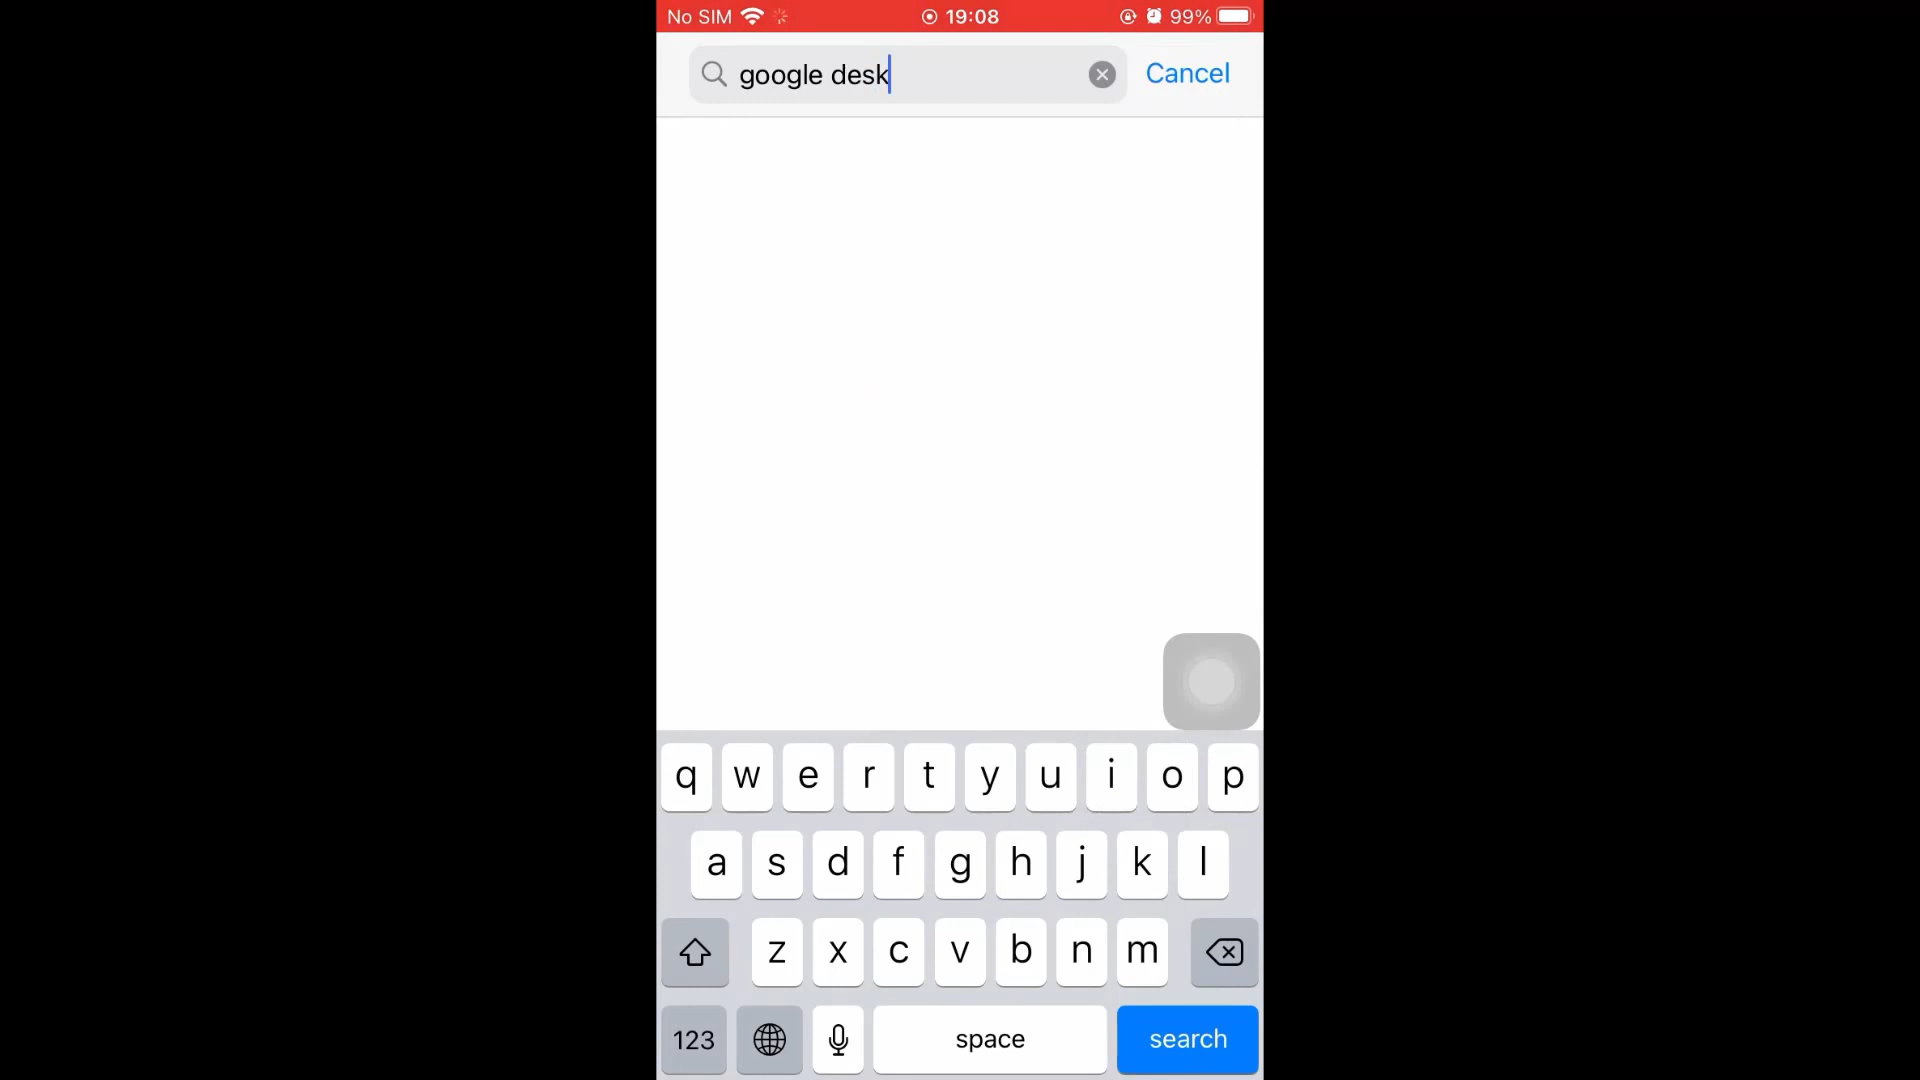 No SIM 19:08 99%
google desk Cancel
q w e r t y u i o p
a s d f g h j k l
z x c v b n m
123 space search